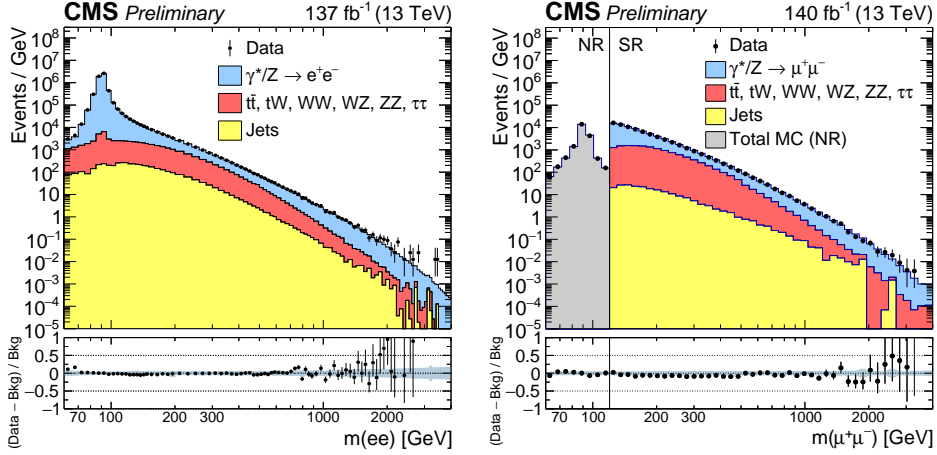 CMS Preliminary 137 fb⁻¹ (13 TeV)
Events / GeV
10⁸
10⁷
10⁶
10⁵
10⁴
10³
10²
10
1
10⁻¹
10⁻²
10⁻³
10⁻⁴
10⁻⁵
Data
γ*/Z → e⁺e⁻
tt̄, tW, WW, WZ, ZZ, ττ
Jets
(Data − Bkg) / Bkg
1
0.5
0
−0.5
−1
70 100 200 300 1000 2000
m(ee) [GeV]
CMS Preliminary 140 fb⁻¹ (13 TeV)
Events / GeV
10⁸
10⁷
10⁶
10⁵
10⁴
10³
10²
10
1
10⁻¹
10⁻²
10⁻³
10⁻⁴
10⁻⁵
NR SR
Data
γ*/Z → μ⁺μ⁻
tt̄, tW, WW, WZ, ZZ, ττ
Jets
Total MC (NR)
(Data − Bkg) / Bkg
1
0.5
0
−0.5
−1
70 100 200 300 1000 2000
m(μ⁺μ⁻) [GeV]